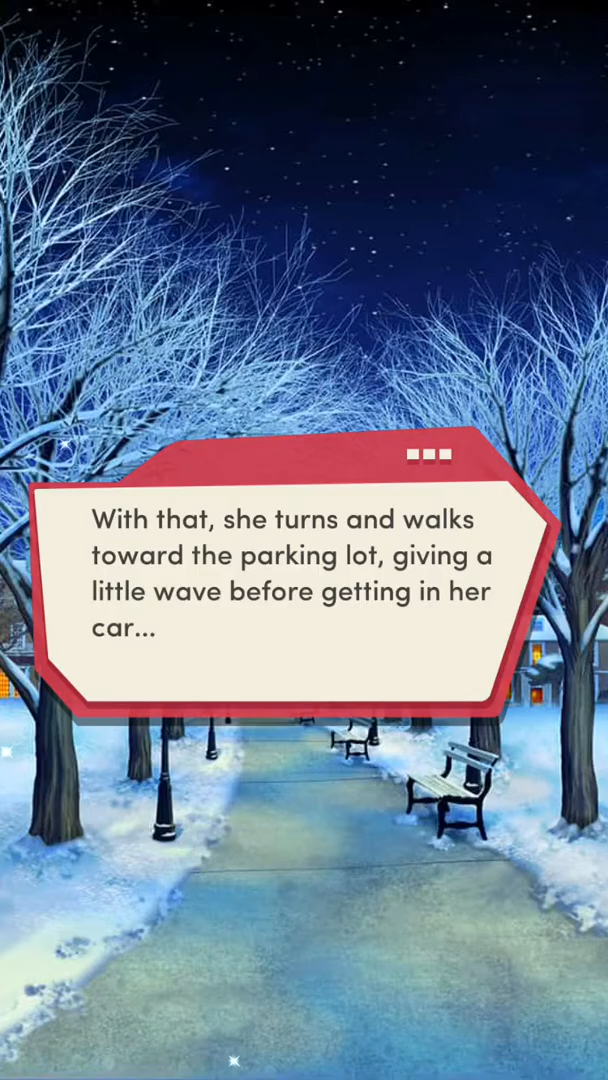 With that, she turns and walks
toward the parking lot, giving a
little wave before getting in her
car...